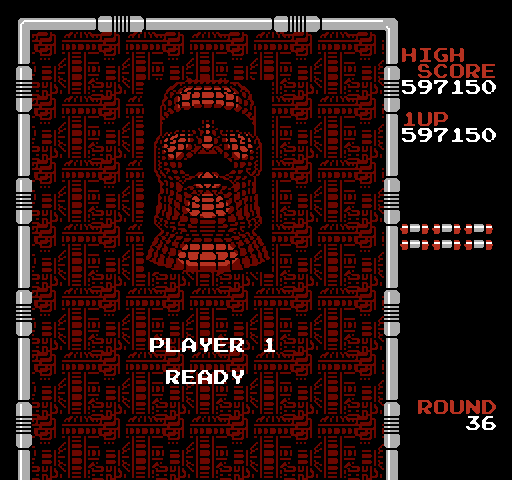 HIGH
SCORE
597150
1UP
597150
PLAYER 1
READY
ROUND
36